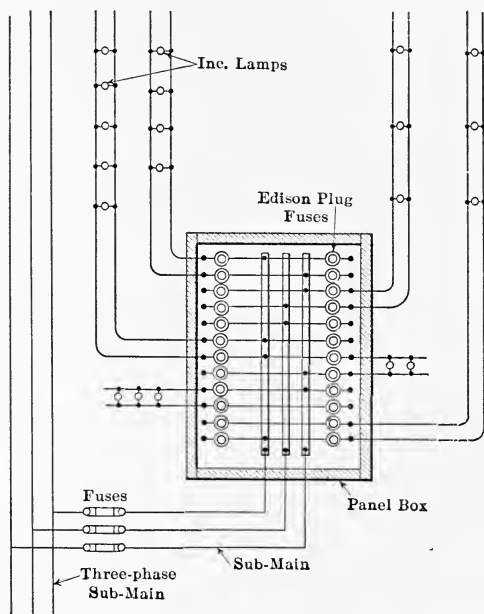 Inc. Lamps
Edison Plug
Fuses
Fuses
Panel Box
Sub-Main
Three-phase
Sub-Main